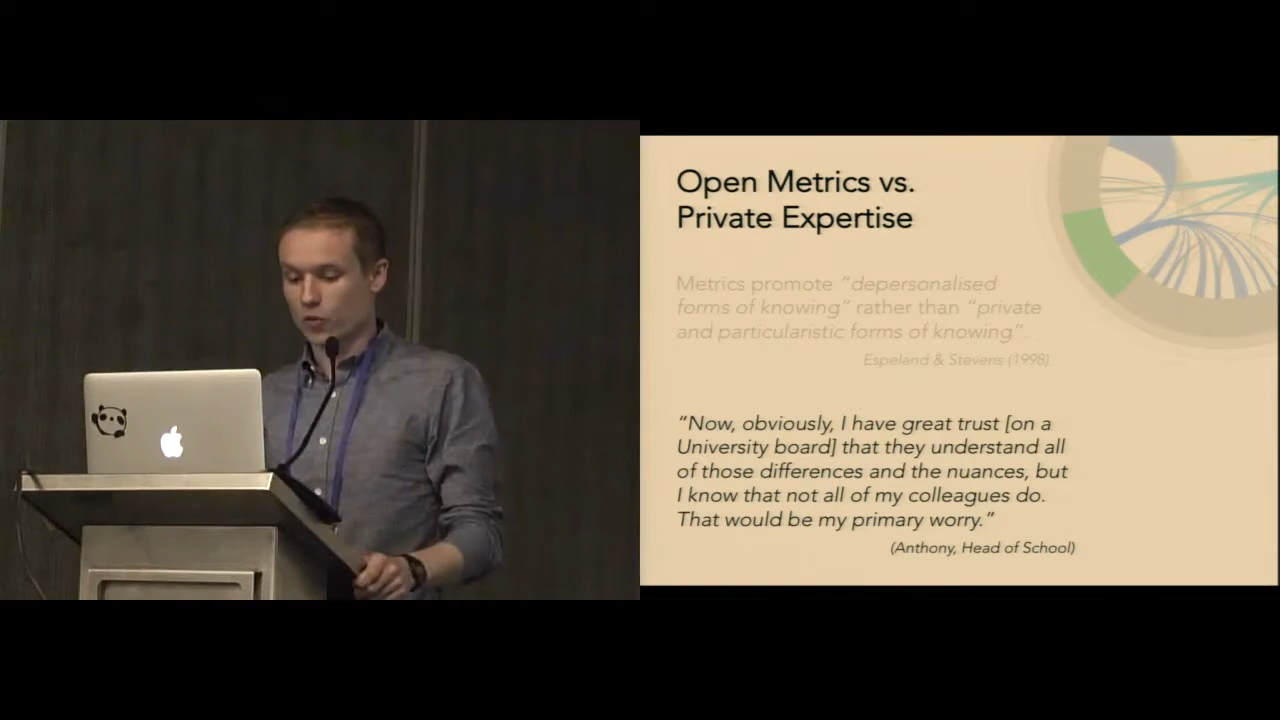 Open Metrics vs.
Private Expertise
Metrics promote “depersonalised
forms of knowing” rather than “private
and particularistic forms of knowing”.
Espeland & Stevens (1998)
“Now, obviously, I have great trust [on a
University board] that they understand all
of those differences and the nuances, but
I know that not all of my colleagues do.
That would be my primary worry.”
(Anthony, Head of School)